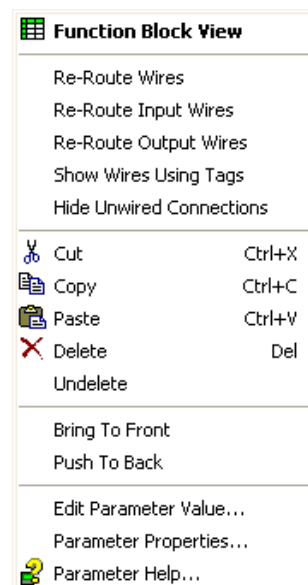 Function Block View
Re-Route Wires
Re-Route Input Wires
Re-Route Output Wires
Show Wires Using Tags
Hide Unwired Connections
Cut Ctrl+X
Copy Ctrl+C
Paste Ctrl+V
Delete Del
Undelete
Bring To Front
Push To Back
Edit Parameter Value...
Parameter Properties...
Parameter Help...